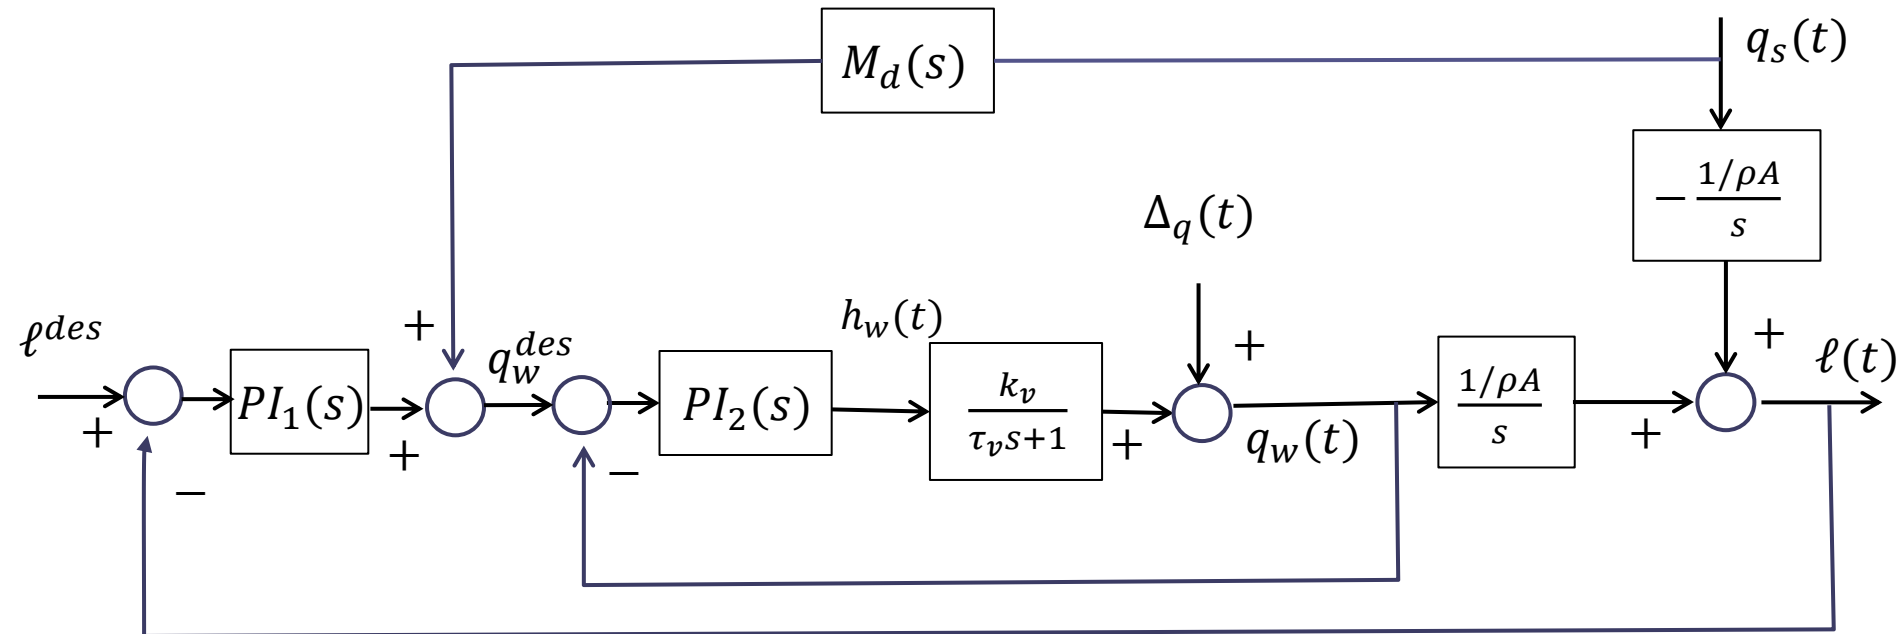 M_d(s)
q_s(t)
− 1/ρA
s
Δ_q(t)
+
+
+
h_w(t)
ℓ^{des}
q_w^{des}
ℓ(t)
PI_1(s)
PI_2(s)
k_v
τ_v s+1
1/ρA
s
+
+
−
+
q_w(t)
+
−